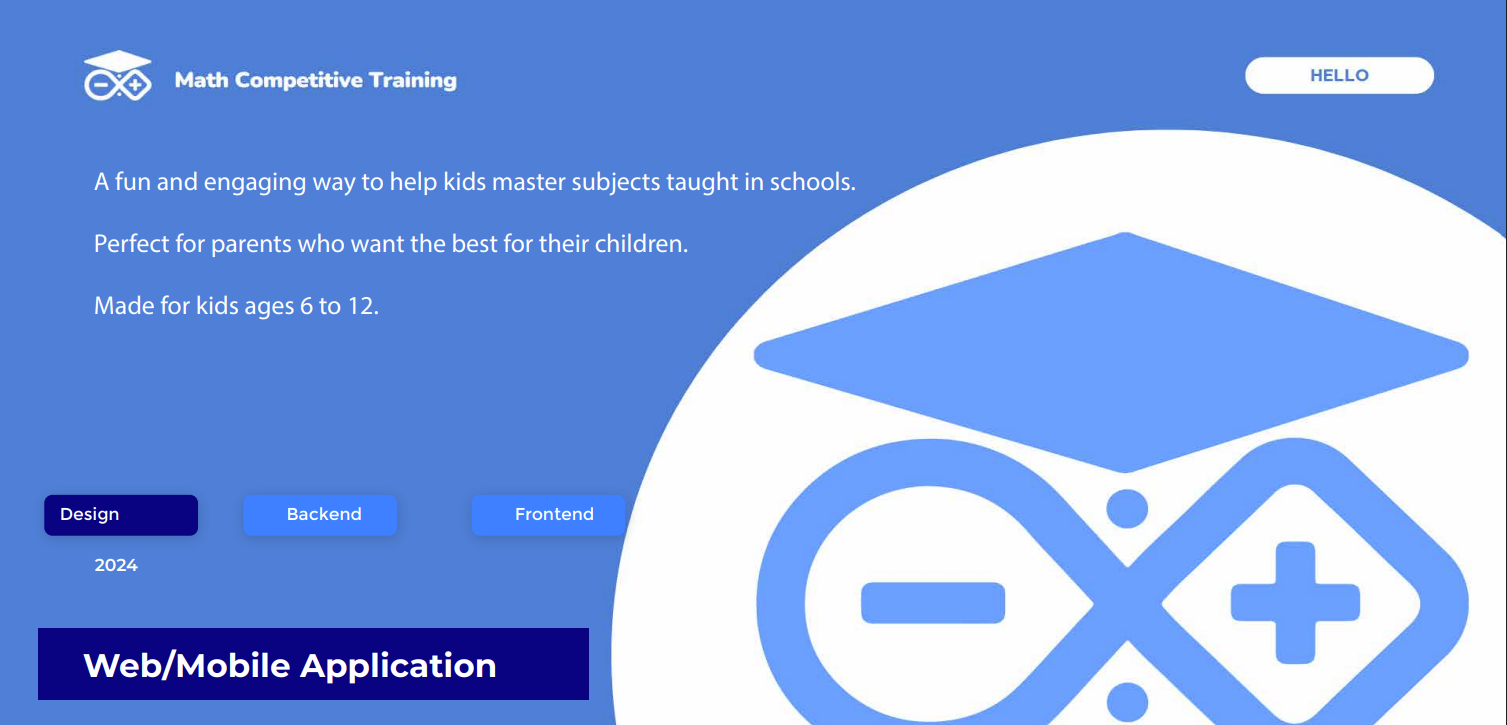 Math Competitive Training
HELLO
A fun and engaging way to help kids master subjects taught in schools.
Perfect for parents who want the best for their children.
Made for kids ages 6 to 12.
Design
Backend
Frontend
2024
Web/Mobile Application